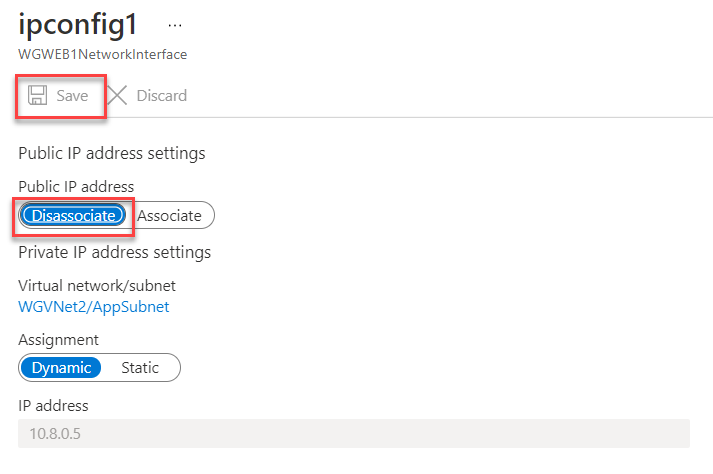 ipconfig1 ...
WGWEB1NetworkInterface
Save Discard
Public IP address settings
Public IP address
Disassociate Associate
Private IP address settings
Virtual network/subnet
WGVNet2/AppSubnet
Assignment
Dynamic Static
IP address
10.8.0.5